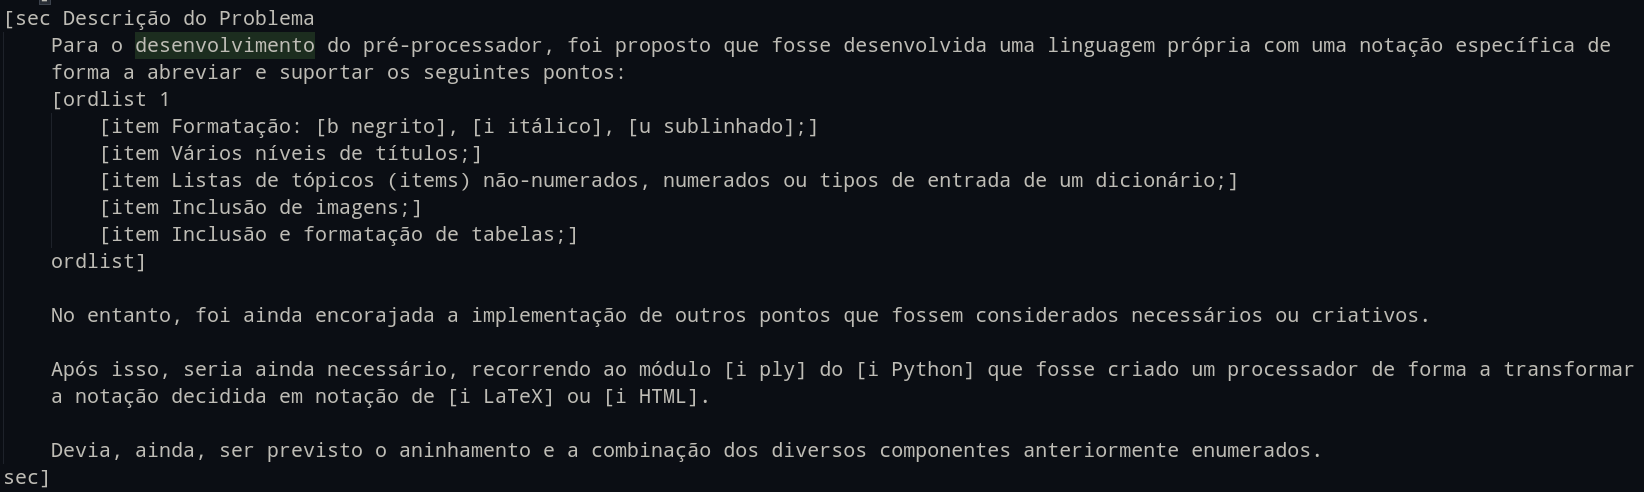 [sec Descrição do Problema
Para o desenvolvimento do pré-processador, foi proposto que fosse desenvolvida uma linguagem própria com uma notação específica de
forma a abreviar e suportar os seguintes pontos:
[ordlist 1
[item Formatação: [b negrito], [i itálico], [u sublinhado];]
[item Vários níveis de títulos;]
[item Listas de tópicos (items) não-numerados, numerados ou tipos de entrada de um dicionário;]
[item Inclusão de imagens;]
[item Inclusão e formatação de tabelas;]
ordlist]
No entanto, foi ainda encorajada a implementação de outros pontos que fossem considerados necessários ou criativos.
Após isso, seria ainda necessário, recorrendo ao módulo [i ply] do [i Python] que fosse criado um processador de forma a transformar
a notação decidida em notação de [i LaTeX] ou [i HTML].
Devia, ainda, ser previsto o aninhamento e a combinação dos diversos componentes anteriormente enumerados.
sec]